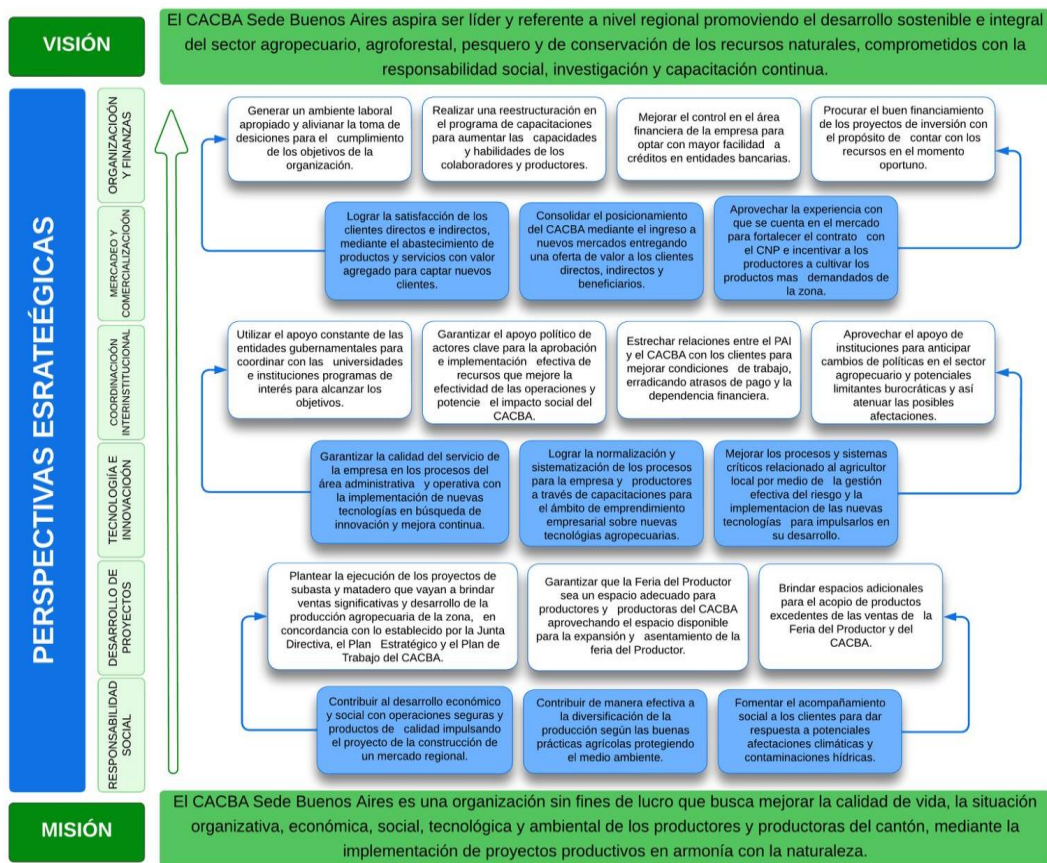 VISIÓN
El CACBA Sede Buenos Aires aspira ser líder y referente a nivel regional promoviendo el desarrollo sostenible e integral
del sector agropecuario, agroforestal, pesquero y de conservación de los recursos naturales, comprometidos con la
responsabilidad social, investigación y capacitación continua.
PERSPECTIVAS ESRATEÉGICAS
ORGANIZACIOÓN
Y FINANZAS
Generar un ambiente laboral
apropiado y alivianar la toma de
desiciones para el cumplimiento
de los objetivos de la
organización.
Realizar una reestructuración en
el programa de capacitaciones
para aumentar las capacidades
y habilidades de los
colaboradores y productores.
Mejorar el control en el área
financiera de la empresa para
optar con mayor facilidad a
créditos en entidades bancarias.
Procurar el buen financiamiento
de los proyectos de inversión con
el propósito de contar con los
recursos en el momento
oportuno.
MERCADEO Y
COMERCIALIZACIOÓN
Lograr la satisfacción de los
clientes directos e indirectos,
mediante el abastecimiento de
productos y servicios con valor
agregado para captar nuevos
clientes.
Consolidar el posicionamiento
del CACBA mediante el ingreso a
nuevos mercados entregando
una oferta de valor a los clientes
directos, indirectos y
beneficiarios.
Aprovechar la experiencia con
que se cuenta en el mercado
para fortalecer el contrato con
el CNP e incentivar a los
productores a cultivar los
productos mas demandados de
la zona.
COORDINACIOÓN
INTERINSTITUCIONAL
Utilizar el apoyo constante de las
entidades gubernamentales para
coordinar con las universidades
e instituciones programas de
interés para alcanzar los
objetivos.
Garantizar el apoyo político de
actores clave para la aprobación
e implementación efectiva de
recursos que mejore la
efectividad de las operaciones y
potencie el impacto social del
CACBA.
Estrechar relaciones entre el PAI
y el CACBA con los clientes para
mejorar condiciones de trabajo,
erradicando atrasos de pago y la
dependencia financiera.
Aprovechar el apoyo de
instituciones para anticipar
cambios de políticas en el sector
agropecuario y potenciales
limitantes burocráticas y así
atenuar las posibles
afectaciones.
TECNOLOGÍA E
INNOVACIOÓN
Garantizar la calidad del servicio de
la empresa en los procesos del
área administrativa y operativa con
la implementación de nuevas
tecnologías en búsqueda de
innovación y mejora continua.
Lograr la normalización y
sistematización de los procesos
para la empresa y productores
a través de capacitaciones para
el ámbito de emprendimiento
empresarial sobre nuevas
tecnológias agropecuarias.
Mejorar los procesos y sistemas
críticos relacionado al agricultor
local por medio de la gestión
efectiva del riesgo y la
implementacion de las nuevas
tecnologías para impulsarlos en
su desarrollo.
DESARROLLO DE
PROYECTOS
Plantear la ejecución de los proyectos de
subasta y matadero que vayan a brindar
ventas significativas y desarrollo de la
producción agropecuaria de la zona, en
concordancia con lo establecido por la Junta
Directiva, el Plan Estratégico y el Plan de
Trabajo del CACBA.
Garantizar que la Feria del Productor
sea un espacio adecuado para
productores y productoras del CACBA
aprovechando el espacio disponible
para la expansión y asentamiento de la
feria del Productor.
Brindar espacios adicionales
para el acopio de productos
excedentes de las ventas de la
Feria del Productor y del
CACBA.
RESPONSABILIDAD
SOCIAL
Contribuir al desarrollo económico
y social con operaciones seguras y
productos de calidad impulsando
el proyecto de la construcción de
un mercado regional.
Contribuir de manera efectiva a
la diversificación de la
producción según las buenas
prácticas agrícolas protegiendo
el medio ambiente.
Fomentar el acompañamiento
social a los clientes para dar
respuesta a potenciales
afectaciones climáticas y
contaminaciones hídricas.
MISIÓN
El CACBA Sede Buenos Aires es una organización sin fines de lucro que busca mejorar la calidad de vida, la situación
organizativa, económica, social, tecnológica y ambiental de los productores y productoras del cantón, mediante la
implementación de proyectos productivos en armonía con la naturaleza.